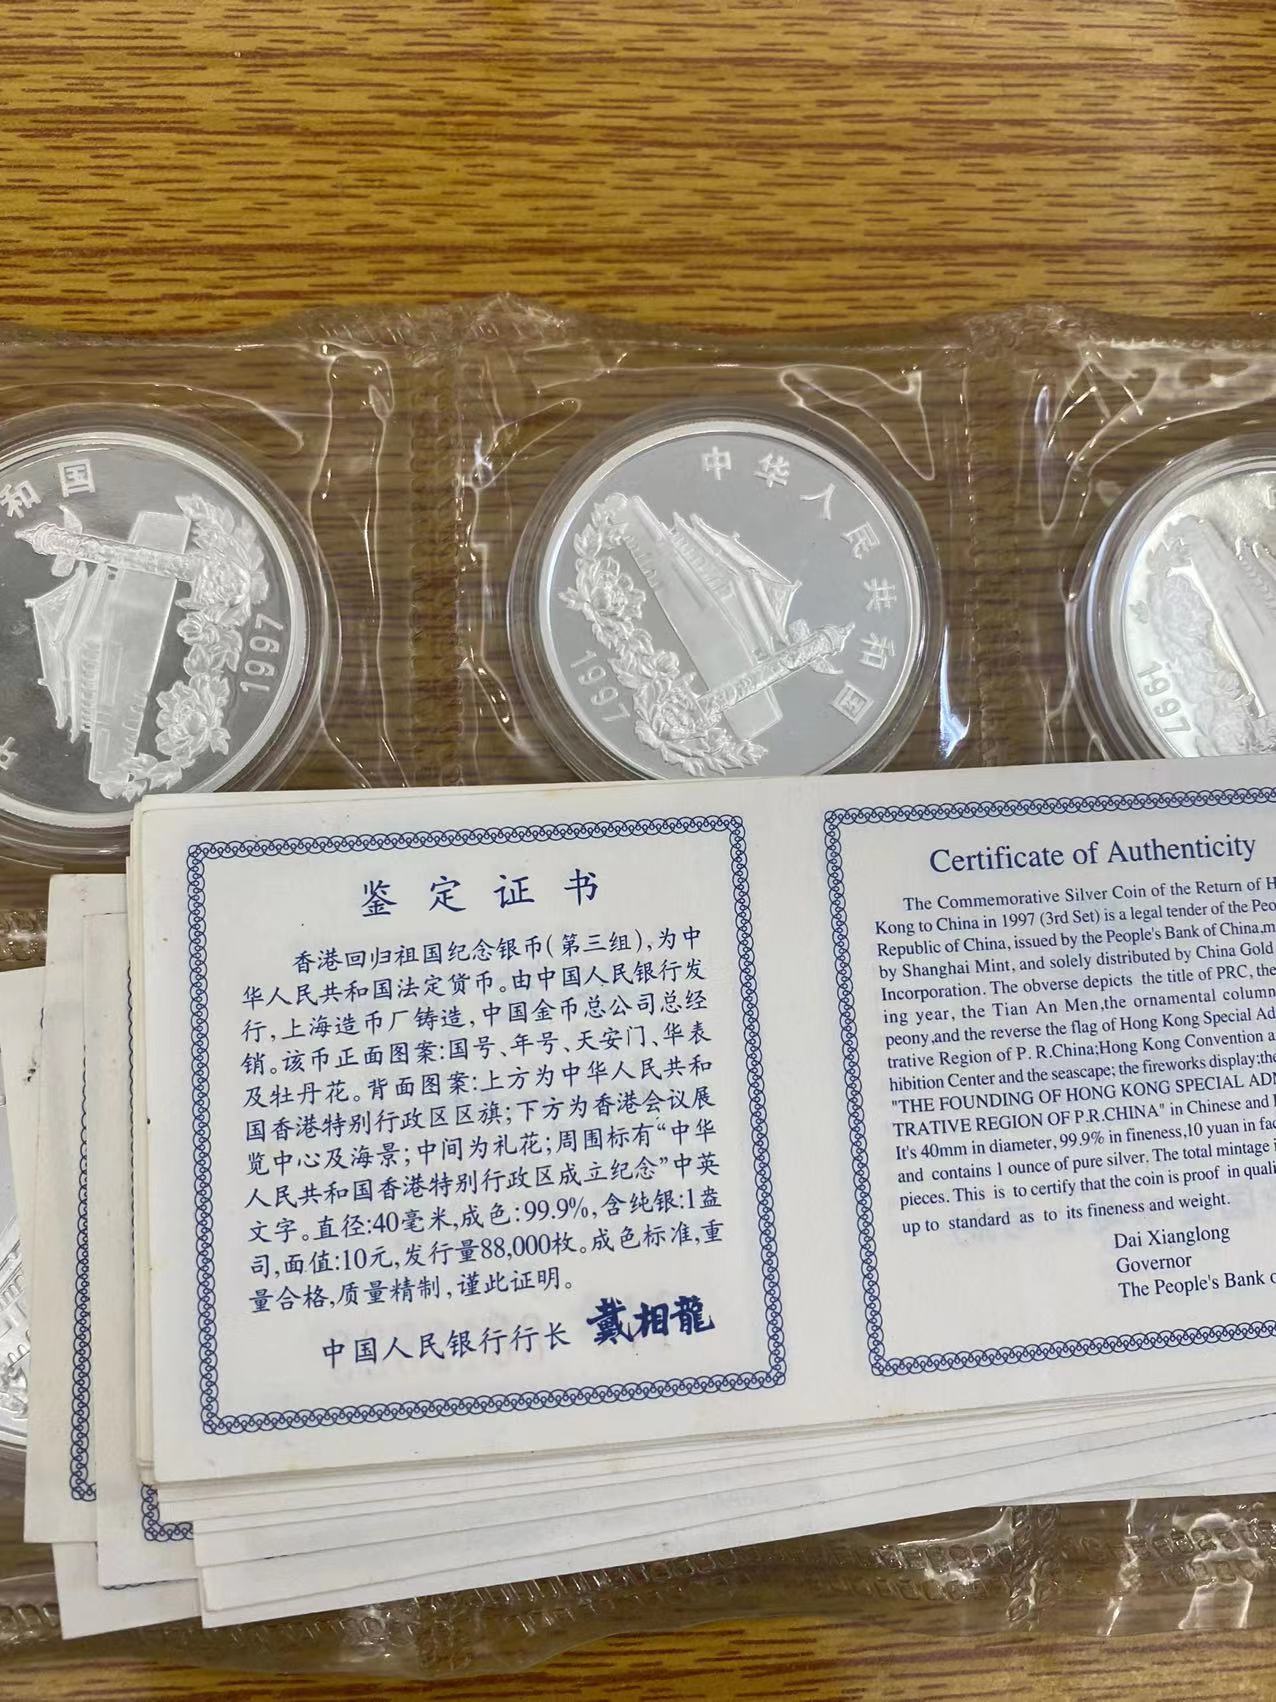 和国
1997
中华人民共和国
1997
1997
鉴定证书
香港回归祖国纪念银币(第三组),为中
华人民共和国法定货币。由中国人民银行发
行,上海造币厂铸造,中国金币总公司总经
销。该币正面图案:国号、年号、天安门、华表
及牡丹花。背面图案:上方为中华人民共和
国香港特别行政区区旗;下方为香港会议展
览中心及海景;中间为礼花;周围标有“中华
人民共和国香港特别行政区成立纪念”中英
文字。直径:40毫米,成色:99.9%,含纯银:1盎
司,面值:10元,发行量88,000枚。成色标准,重
量合格,质量精制,谨此证明。
中国人民银行行长 戴相龍
Certificate of Authenticity
The Commemorative Silver Coin of the Return of H
Kong to China in 1997 (3rd Set) is a legal tender of the Peo
Republic of China, issued by the People's Bank of China,m
by Shanghai Mint, and solely distributed by China Gold
Incorporation. The obverse depicts the title of PRC, the
ing year, the Tian An Men,the ornamental column
peony,and the reverse the flag of Hong Kong Special Ad
trative Region of P. R.China;Hong Kong Convention a
hibition Center and the seascape; the fireworks display;the
"THE FOUNDING OF HONG KONG SPECIAL ADM
TRATIVE REGION OF P.R.CHINA" in Chinese and
It's 40mm in diameter, 99.9% in fineness,10 yuan in fac
and contains 1 ounce of pure silver. The total mintage i
pieces. This is to certify that the coin is proof in quali
up to standard as to its fineness and weight.
Dai Xianglong
Governor
The People's Bank o